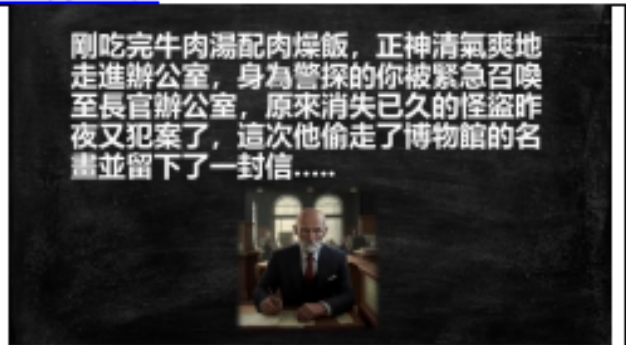 剛吃完牛肉湯配肉燥飯，正神清氣爽地
走進辦公室，身為警探的你被緊急召喚
至長官辦公室，原來消失已久的怪盜昨
夜又犯案了，這次他偷走了博物館的名
畫並留下了一封信.....